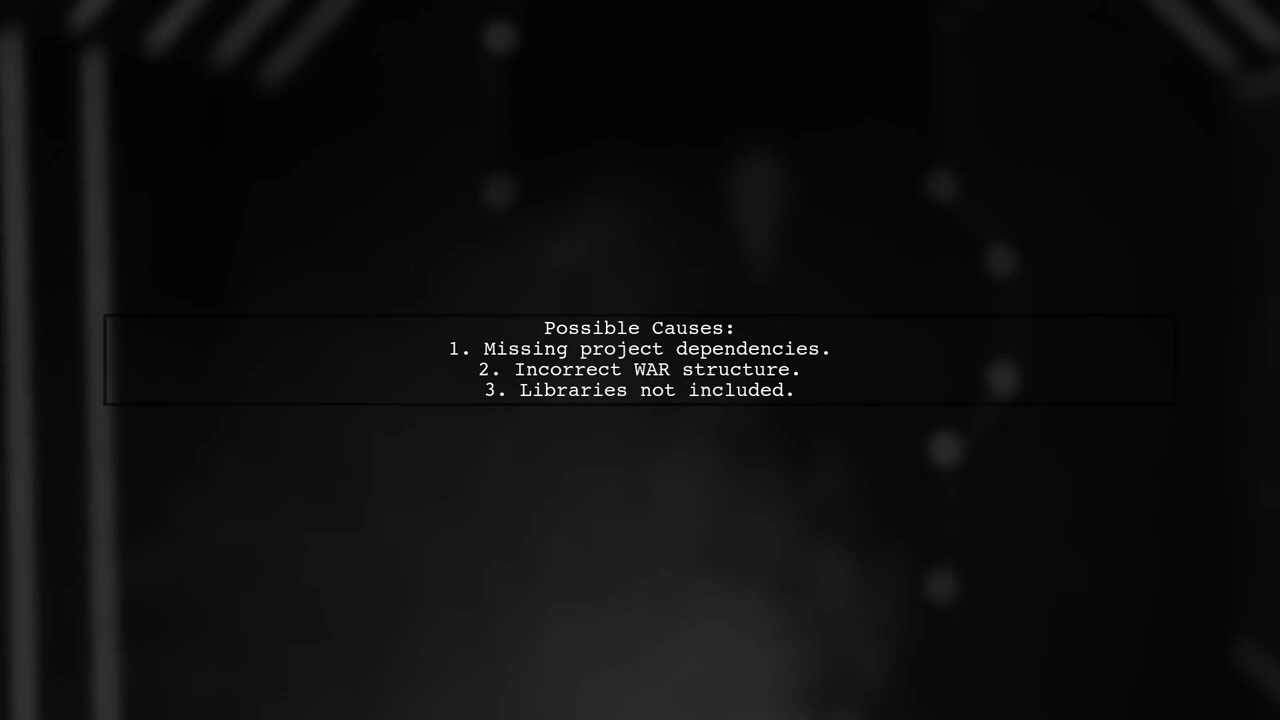 Possible Causes:
1. Missing project dependencies.
2. Incorrect WAR structure.
3. Libraries not included.